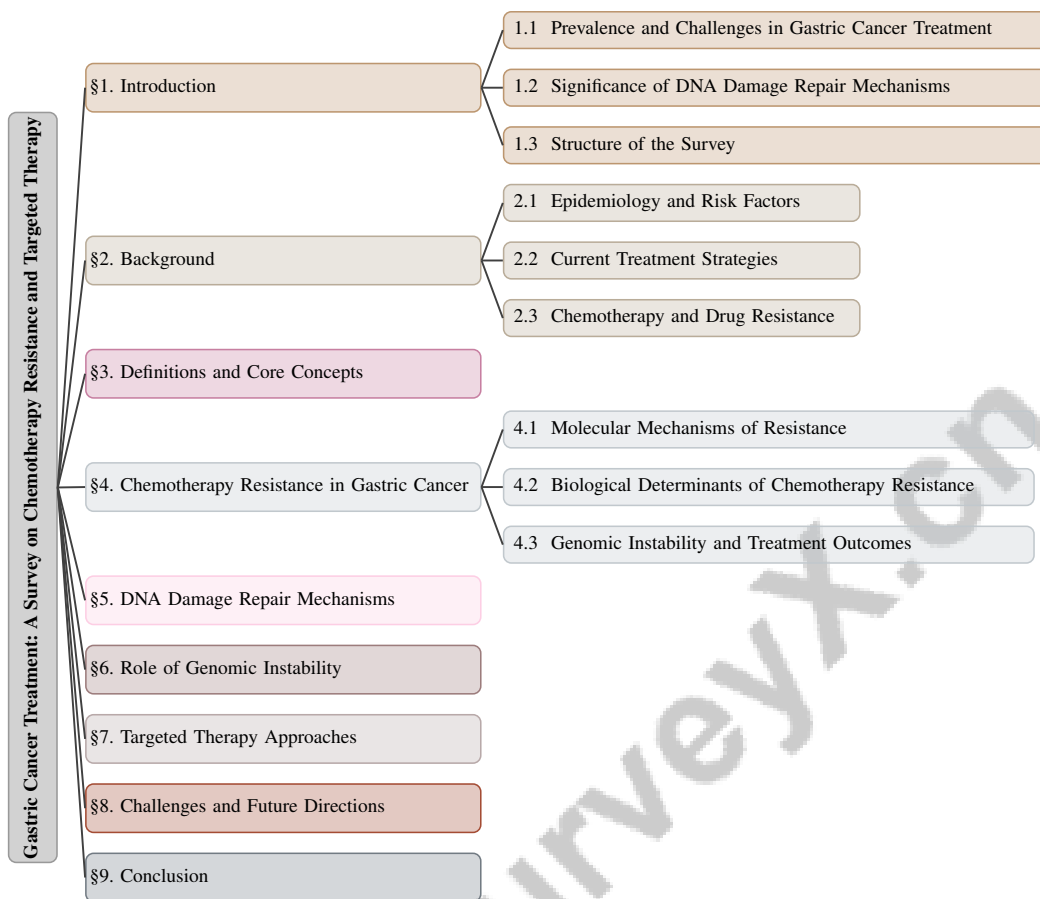 Gastric Cancer Treatment: A Survey on Chemotherapy Resistance and Targeted Therapy
§1. Introduction
1.1 Prevalence and Challenges in Gastric Cancer Treatment
1.2 Significance of DNA Damage Repair Mechanisms
1.3 Structure of the Survey
§2. Background
2.1 Epidemiology and Risk Factors
2.2 Current Treatment Strategies
2.3 Chemotherapy and Drug Resistance
§3. Definitions and Core Concepts
§4. Chemotherapy Resistance in Gastric Cancer
4.1 Molecular Mechanisms of Resistance
4.2 Biological Determinants of Chemotherapy Resistance
4.3 Genomic Instability and Treatment Outcomes
§5. DNA Damage Repair Mechanisms
§6. Role of Genomic Instability
§7. Targeted Therapy Approaches
§8. Challenges and Future Directions
§9. Conclusion
urveyx.cn